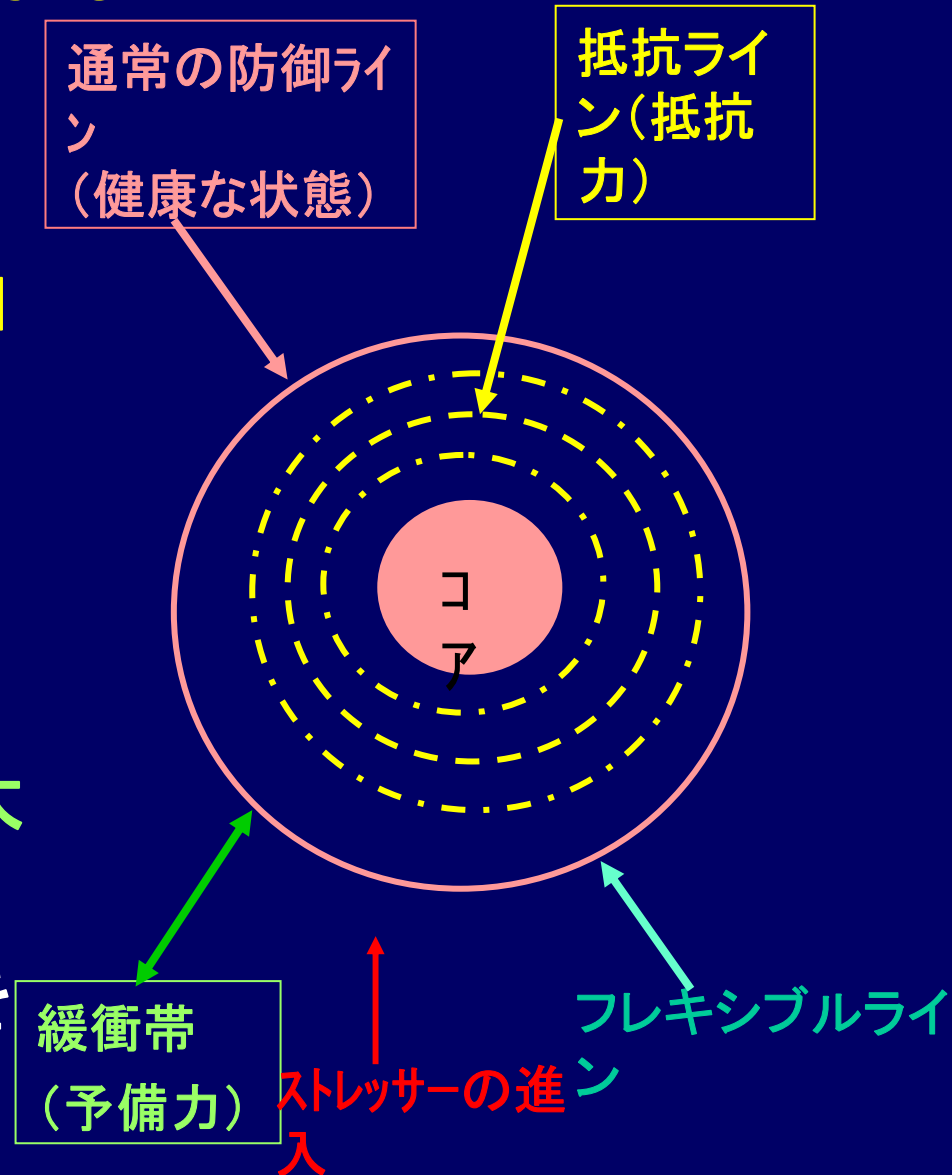 通常の防御ﾗｲ
ﾝ
（健康な状態）
抵抗ライ
ン（抵抗
力）
コ
ア
緩衝帯
（予備力）
ｽﾄﾚｯｻｰの進
入
フレキシブルライ
ン